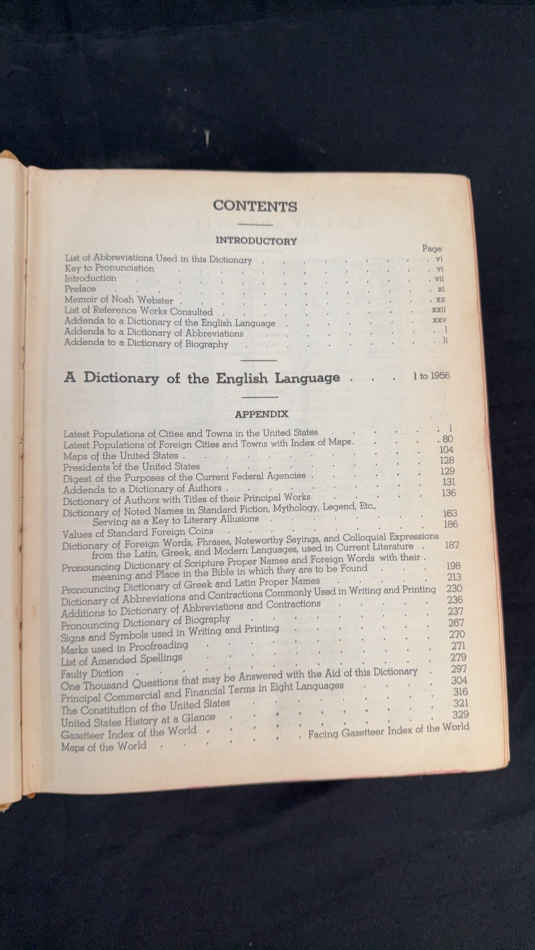 CONTENTS
INTRODUCTORY
Page
List of Abbreviations Used in this Dictionary . . . . . . . vi
Key to Pronunciation . . . . . . . vi
Introduction . . . . . . . vii
Preface . . . . . . . xi
Memoir of Noah Webster . . . . . . . xx
List of Reference Works Consulted . . . . . . . xxii
Addenda to a Dictionary of the English Language . . . . . . . xxv
Addenda to a Dictionary of Abbreviations . . . . . . . l
Addenda to a Dictionary of Biography . . . . . . . li
A Dictionary of the English Language . . . 1 to 1956
APPENDIX
Latest Populations of Cities and Towns in the United States . . . . 1
Latest Populations of Foreign Cities and Towns with Index of Maps. . . . . 80
Maps of the United States . . . . . . . 104
Presidents of the United States . . . . . . . 128
Digest of the Purposes of the Current Federal Agencies . . . . . 129
Addenda to a Dictionary of Authors . . . . . . . 131
Dictionary of Authors with Titles of their Principal Works . . . . 136
Dictionary of Noted Names in Standard Fiction, Mythology, Legend, Etc.,
Serving as a Key to Literary Allusions . . . . . . 163
Values of Standard Foreign Coins . . . . . . . 186
Dictionary of Foreign Words, Phrases, Noteworthy Sayings, and Colloquial Expressions
from the Latin, Greek, and Modern Languages, used in Current Literature . 187
Pronouncing Dictionary of Scripture Proper Names and Foreign Words with their .
meaning and Place in the Bible in which they are to be Found . . 198
Pronouncing Dictionary of Greek and Latin Proper Names . . . . 213
Dictionary of Abbreviations and Contractions Commonly Used in Writing and Printing 230
Additions to Dictionary of Abbreviations and Contractions . . . . 236
Pronouncing Dictionary of Biography . . . . . . . 237
Signs and Symbols used in Writing and Printing . . . . . 267
Marks used in Proofreading . . . . . . . 270
List of Amended Spellings . . . . . . . 271
Faulty Diction . . . . . . . 279
One Thousand Questions that may be Answered with the Aid of this Dictionary . 297
Principal Commercial and Financial Terms in Eight Languages . . . 304
The Constitution of the United States . . . . . . . 316
United States History at a Glance . . . . . . . 321
Gazetteer Index of the World . . . . . . . 329
Maps of the World . . . . . . Facing Gazetteer Index of the World